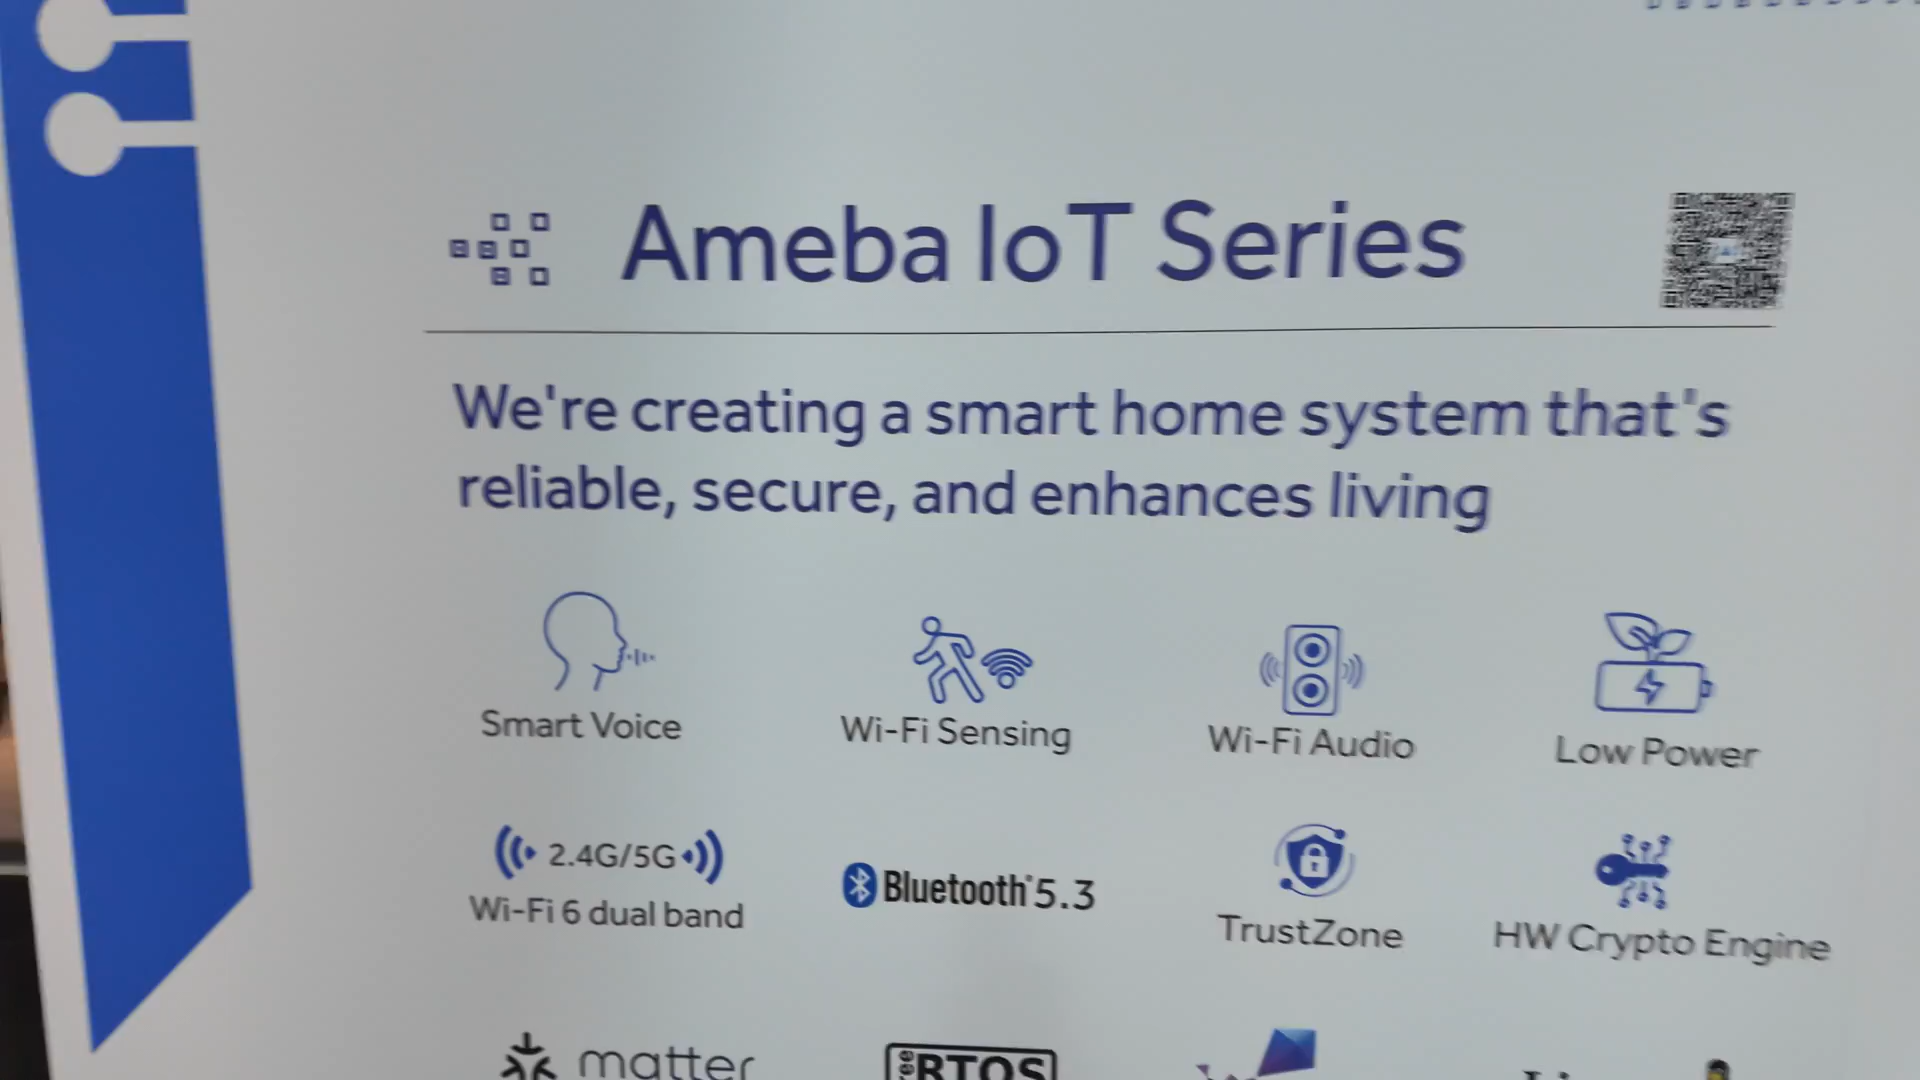 Ameba IoT Series
We're creating a smart home system that's
reliable, secure, and enhances living
Smart Voice
Wi-Fi Sensing
Wi-Fi Audio
Low Power
2.4G/5G
Wi-Fi 6 dual band
Bluetooth 5.3
TrustZone
HW Crypto Engine
matter
RTOS